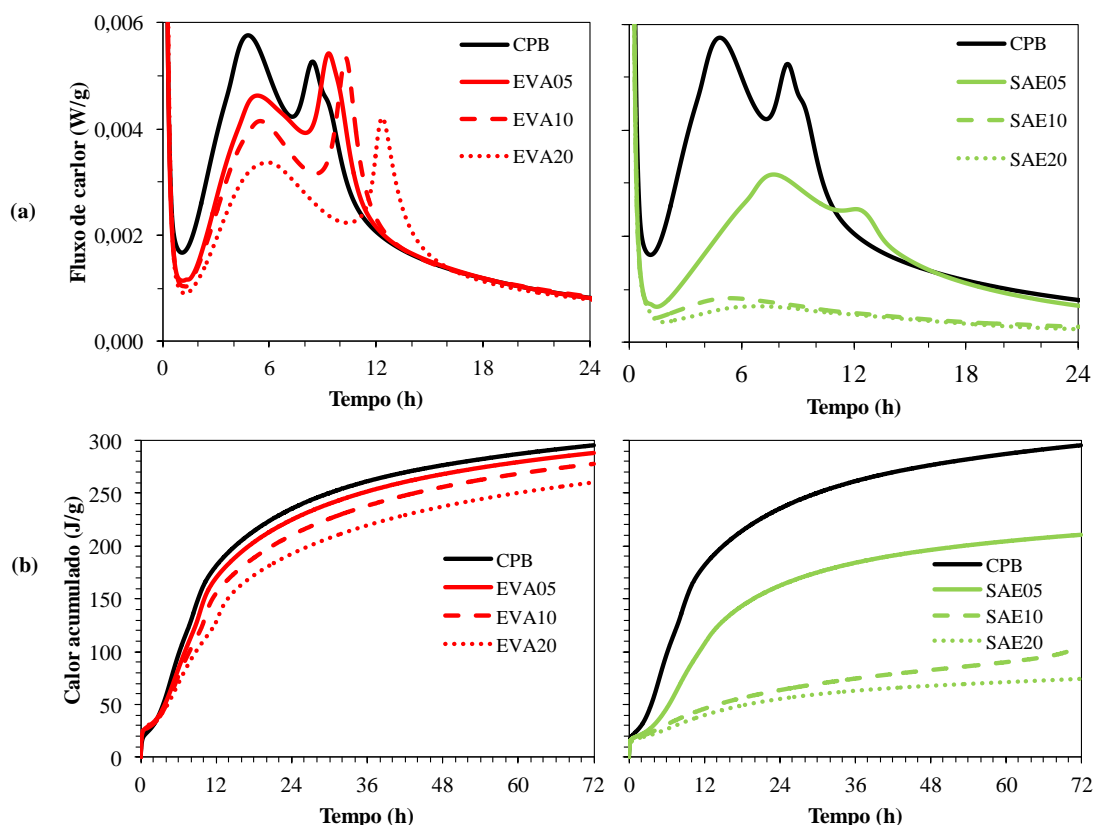 (a)
Fluxo de carlor (W/g)
0,006
0,004
0,002
0,000
0 6 12 18 24
Tempo (h)
CPB
EVA05
EVA10
EVA20
0 6 12 18 24
Tempo (h)
CPB
SAE05
SAE10
SAE20
(b)
Calor acumulado (J/g)
300
250
200
150
100
50
0
0 12 24 36 48 60 72
Tempo (h)
CPB
EVA05
EVA10
EVA20
0 12 24 36 48 60 72
Tempo (h)
CPB
SAE05
SAE10
SAE20